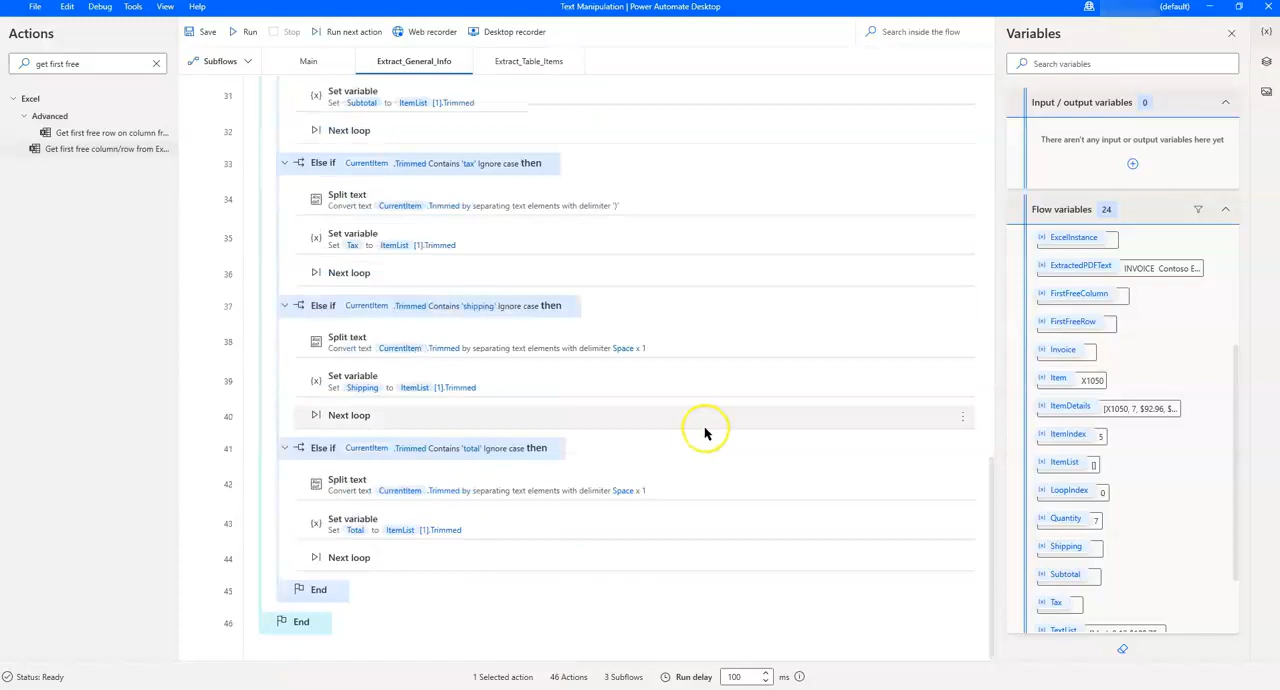 File Edit Debug Tools View Help
Text Manipulation | Power Automate Desktop
(default)
Actions
get first free
Excel
Advanced
Get first free row on column fr...
Get first free column/row from Ex...
Save Run Stop Run next action Web recorder Desktop recorder
Search inside the flow
Subflows Main Extract_General_Info Extract_Table_Items
31 Set variable
Set Subtotal to ItemList [1].Trimmed
32 Next loop
33 Else if CurrentItem .Trimmed Contains 'tax' Ignore case then
34 Split text
Convert text CurrentItem .Trimmed by separating text elements with delimiter ')'
35 Set variable
Set Tax to ItemList [1].Trimmed
36 Next loop
37 Else if CurrentItem .Trimmed Contains 'shipping' Ignore case then
38 Split text
Convert text CurrentItem .Trimmed by separating text elements with delimiter Space x 1
39 Set variable
Set Shipping to ItemList [1].Trimmed
40 Next loop
41 Else if CurrentItem .Trimmed Contains 'total' Ignore case then
42 Split text
Convert text CurrentItem .Trimmed by separating text elements with delimiter Space x 1
43 Set variable
Set Total to ItemList [1].Trimmed
44 Next loop
45 End
46 End
Variables
{x}
Search variables
Input / output variables 0
There aren't any input or output variables here yet
Flow variables 24
ExcelInstance
ExtractedPDFText INVOICE Contoso E...
FirstFreeColumn
FirstFreeRow
Invoice
Item X1050
ItemDetails [X1050, 7, $92.96, $...
ItemIndex 5
ItemList []
LoopIndex 0
Quantity 7
Shipping
Subtotal
Tax
TextList
Status: Ready
1 Selected action 46 Actions 3 Subflows Run delay 100 ms